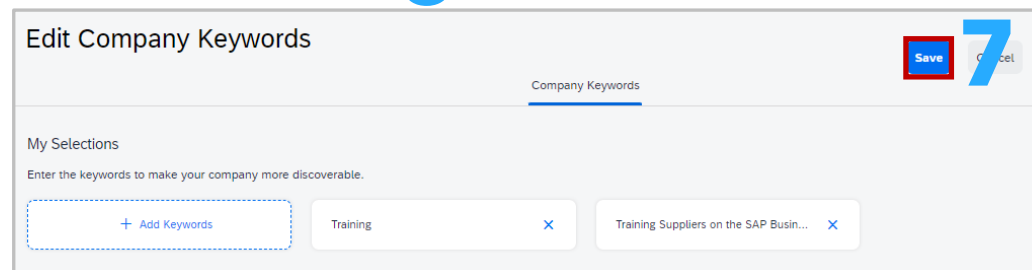 Edit Company Keywords
Save
7
Cancel
Company Keywords
My Selections
Enter the keywords to make your company more discoverable.
+ Add Keywords
Training ×
Training Suppliers on the SAP Busin... ×